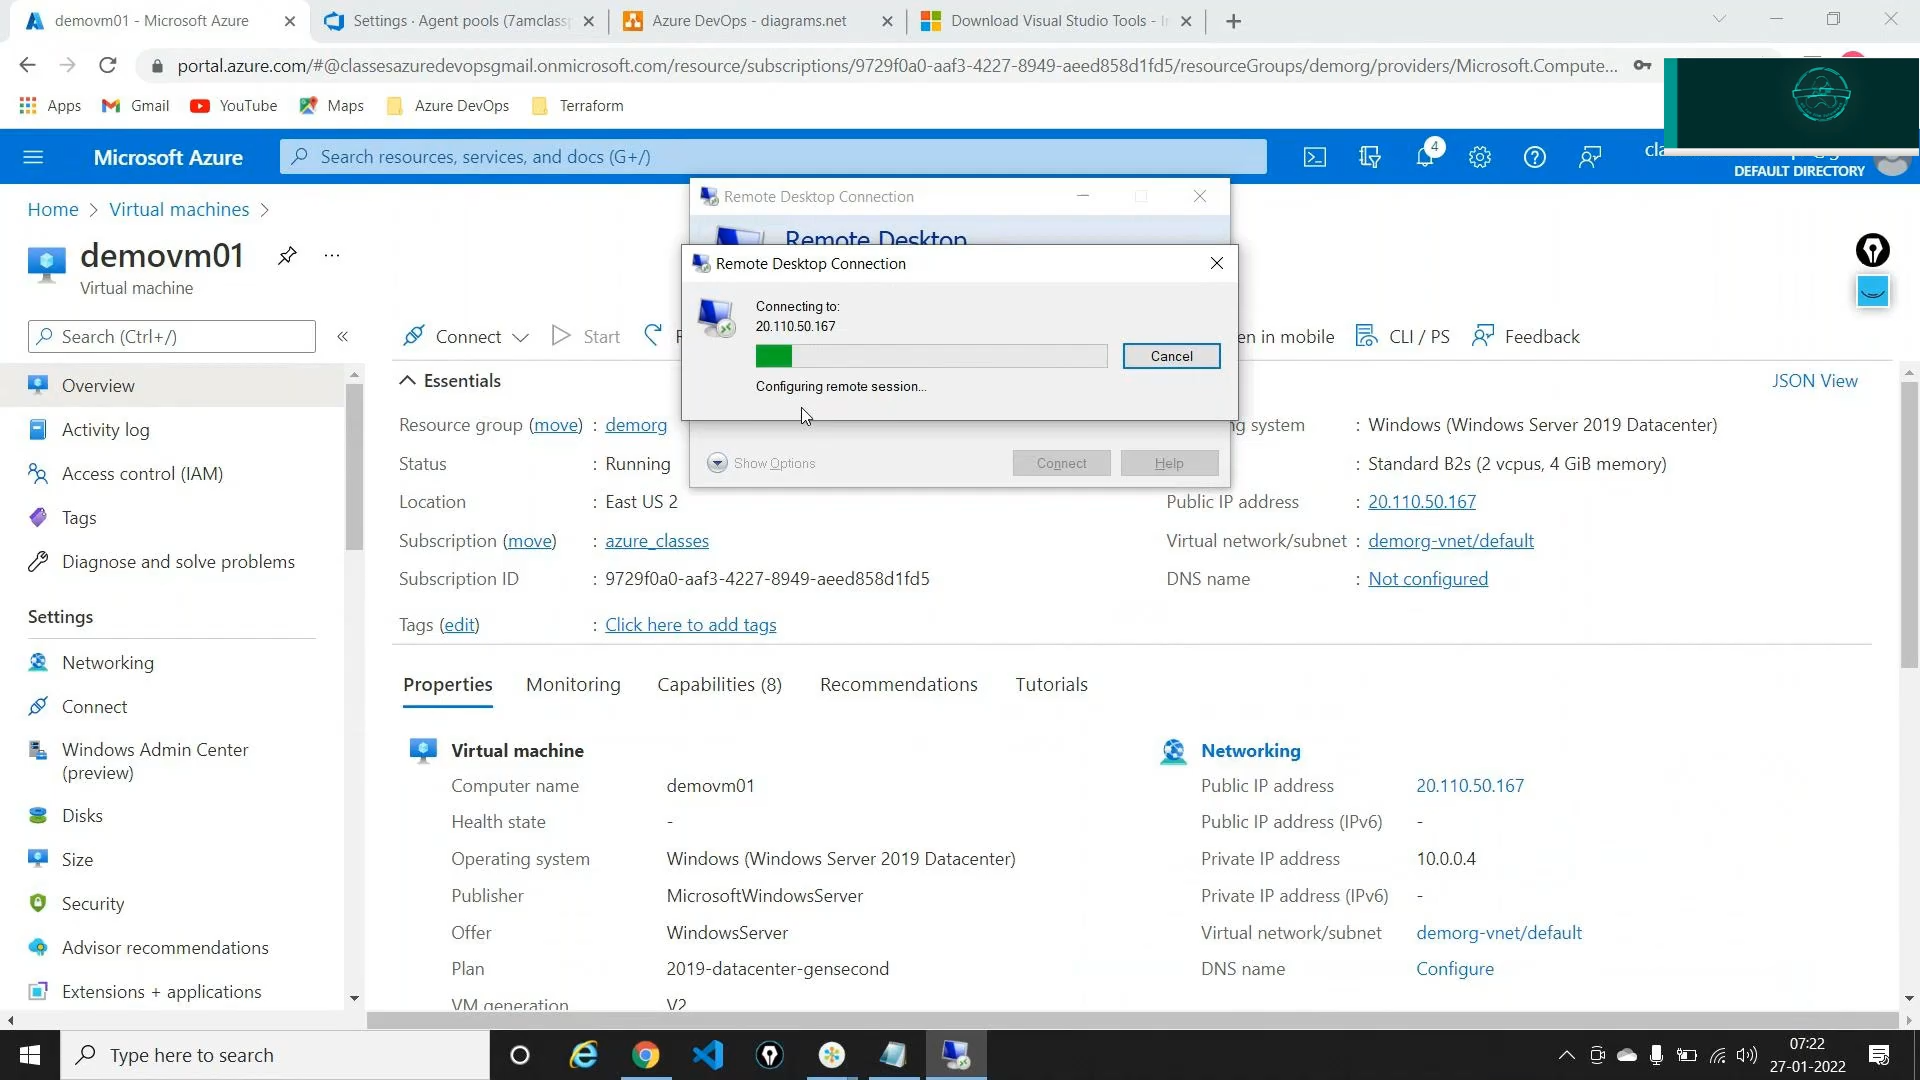 demovm01 - Microsoft Azure
Settings · Agent pools (7amclassp
Azure DevOps - diagrams.net
Download Visual Studio Tools - I
portal.azure.com/#@classesazuredevopsgmail.onmicrosoft.com/resource/subscriptions/9729f0a0-aaf3-4227-8949-aeed858d1fd5/resourceGroups/demorg/providers/Microsoft.Compute...
Apps
Gmail
YouTube
Maps
Azure DevOps
Terraform
Microsoft Azure
Search resources, services, and docs (G+/)
4
cla
DEFAULT DIRECTORY
Home > Virtual machines >
demovm01
Virtual machine
Search (Ctrl+/)
«
Connect
Start
CLI / PS
Feedback
en in mobile
Remote Desktop Connection
Remote Desktop
Remote Desktop Connection
Connecting to:
20.110.50.167
Cancel
Configuring remote session...
Show Options
Connect
Help
Overview
Activity log
Access control (IAM)
Tags
Diagnose and solve problems
Settings
Networking
Connect
Windows Admin Center
(preview)
Disks
Size
Security
Advisor recommendations
Extensions + applications
Essentials
JSON View
Resource group (move) : demorg
Status : Running
Location : East US 2
Subscription (move) : azure_classes
Subscription ID : 9729f0a0-aaf3-4227-8949-aeed858d1fd5
Tags (edit) : Click here to add tags
ng system : Windows (Windows Server 2019 Datacenter)
: Standard B2s (2 vcpus, 4 GiB memory)
Public IP address : 20.110.50.167
Virtual network/subnet : demorg-vnet/default
DNS name : Not configured
Properties
Monitoring
Capabilities (8)
Recommendations
Tutorials
Virtual machine
Computer name demovm01
Health state -
Operating system Windows (Windows Server 2019 Datacenter)
Publisher MicrosoftWindowsServer
Offer WindowsServer
Plan 2019-datacenter-gensecond
VM generation V2
Networking
Public IP address 20.110.50.167
Public IP address (IPv6) -
Private IP address 10.0.0.4
Private IP address (IPv6) -
Virtual network/subnet demorg-vnet/default
DNS name Configure
Type here to search
07:22
27-01-2022